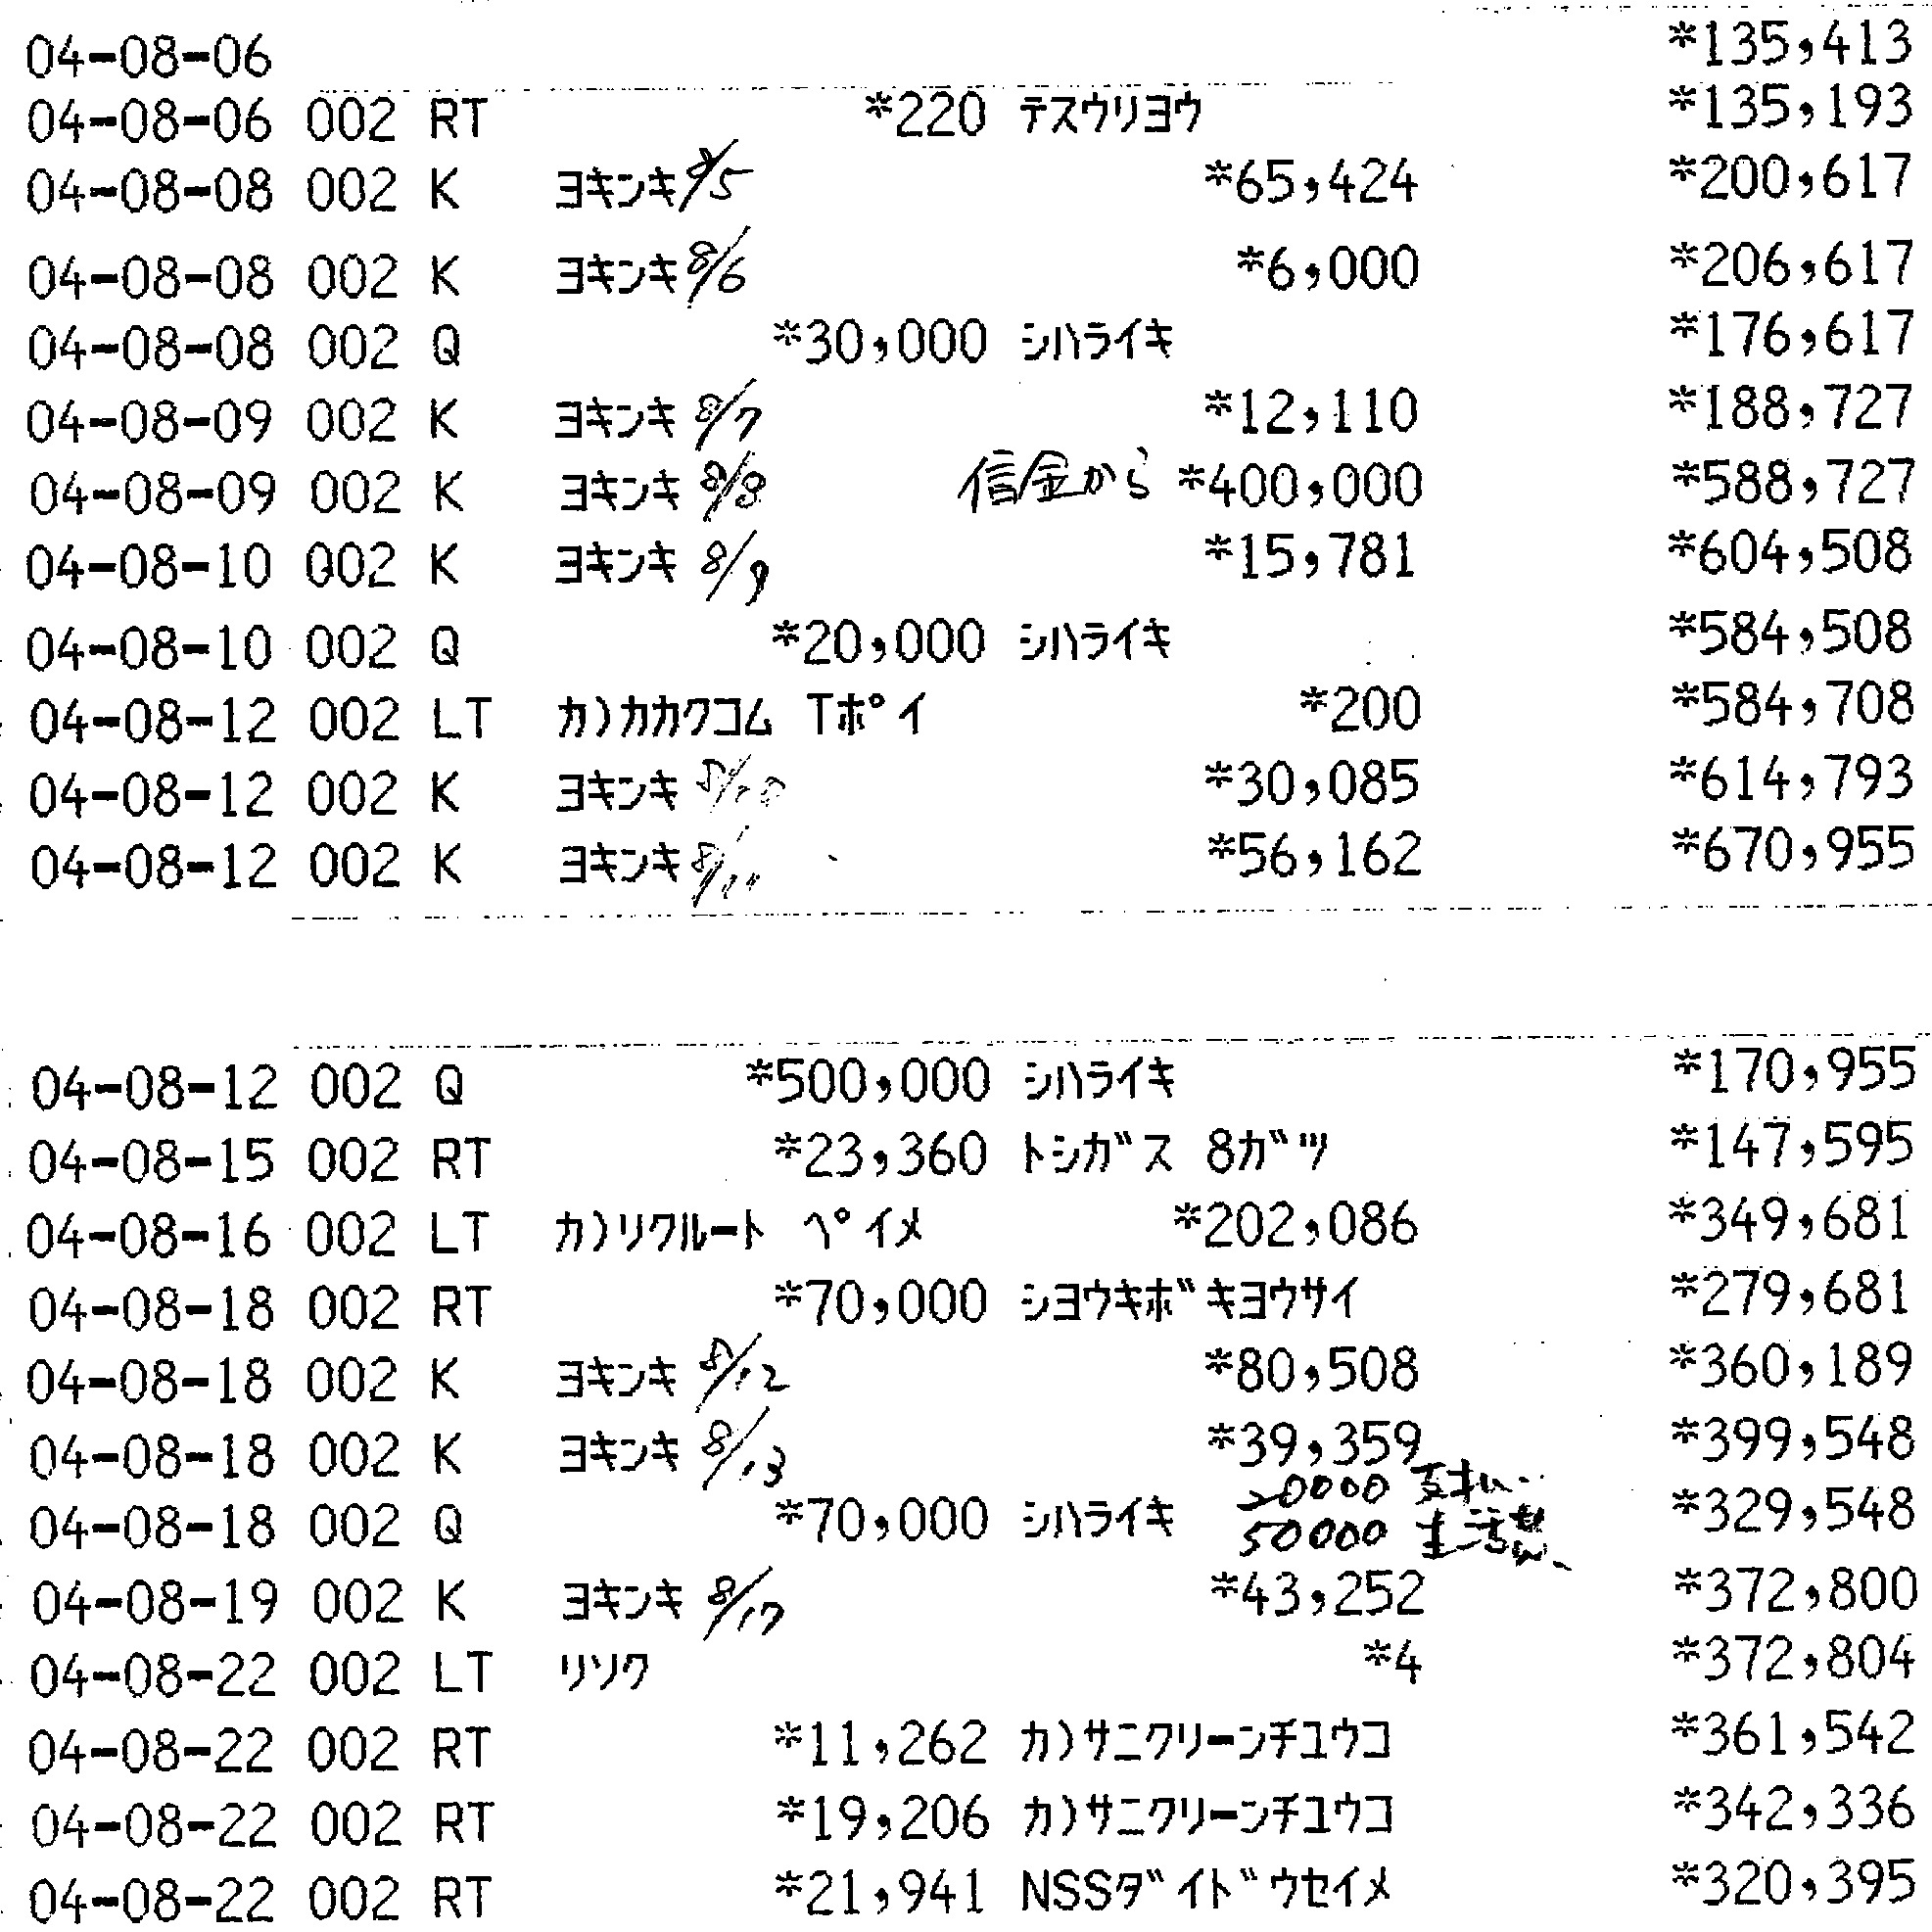 04-08-06 *135,413
04-08-06 002 RT *220 テスウリヨウ *135,193
04-08-08 002 K ヨキンキ 8/5 *65,424 *200,617
04-08-08 002 K ヨキンキ 8/6 *6,000 *206,617
04-08-08 002 Q *30,000 シハライキ *176,617
04-08-09 002 K ヨキンキ 8/7 *12,110 *188,727
04-08-09 002 K ヨキンキ 8/8 信金から *400,000 *588,727
04-08-10 002 K ヨキンキ 8/9 *15,781 *604,508
04-08-10 002 Q *20,000 シハライキ *584,508
04-08-12 002 LT カ)カカクコム Tポイ *200 *584,708
04-08-12 002 K ヨキンキ 8/10 *30,085 *614,793
04-08-12 002 K ヨキンキ 8/11 *56,162 *670,955
04-08-12 002 Q *500,000 シハライキ *170,955
04-08-15 002 RT *23,360 トシガス 8ガツ *147,595
04-08-16 002 LT カ)リクルート ペイメ *202,086 *349,681
04-08-18 002 RT *70,000 シヨウキボキヨウサイ *279,681
04-08-18 002 K ヨキンキ 8/12 *80,508 *360,189
04-08-18 002 K ヨキンキ 8/13 *39,359 *399,548
20000 支払い
04-08-18 002 Q *70,000 シハライキ *329,548
50000 生活費
04-08-19 002 K ヨキンキ 8/17 *43,252 *372,800
04-08-22 002 LT リソク *4 *372,804
04-08-22 002 RT *11,262 カ)サニクリーンチユウコ *361,542
04-08-22 002 RT *19,206 カ)サニクリーンチユウコ *342,336
04-08-22 002 RT *21,941 NSSダイドウセイメ *320,395